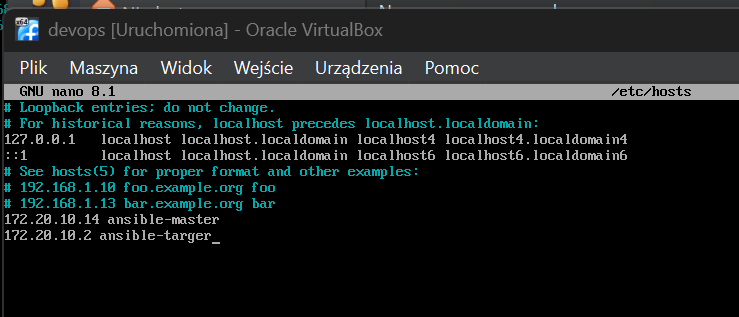 devops [Uruchomiona] - Oracle VirtualBox
Plik Maszyna Widok Wejście Urządzenia Pomoc
GNU nano 8.1 /etc/hosts
# Loopback entries; do not change.
# For historical reasons, localhost precedes localhost.localdomain:
127.0.0.1 localhost localhost.localdomain localhost4 localhost4.localdomain4
::1 localhost localhost.localdomain localhost6 localhost6.localdomain6
# See hosts(5) for proper format and other examples:
# 192.168.1.10 foo.example.org foo
# 192.168.1.13 bar.example.org bar
172.20.10.14 ansible-master
172.20.10.2 ansible-targer